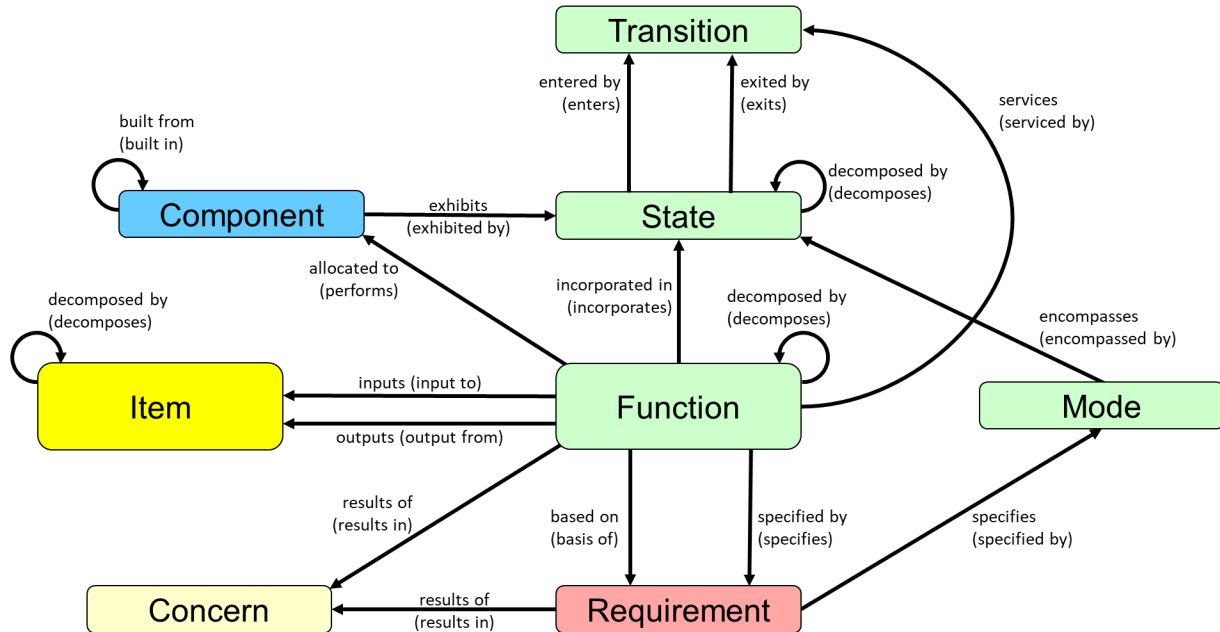 Transition
entered by
(enters)
exited by
(exits)
services
(serviced by)
built from
(built in)
decomposed by
(decomposes)
Component
exhibits
(exhibited by)
State
allocated to
(performs)
incorporated in
(incorporates)
decomposed by
(decomposes)
decomposed by
(decomposes)
encompasses
(encompassed by)
Item
inputs (input to)
outputs (output from)
Function
Mode
results of
(results in)
based on
(basis of)
specified by
(specifies)
specifies
(specified by)
Concern
results of
(results in)
Requirement